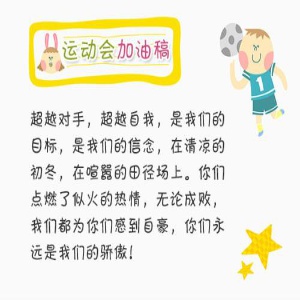 运动会加油稿
超越对手，超越自我，是我们的
目标，是我们的信念，在清凉的
初冬，在喧嚣的田径场上。你们
点燃了似火的热情，无论成败，
我们都为你们感到自豪，你们永
远是我们的骄傲！
1